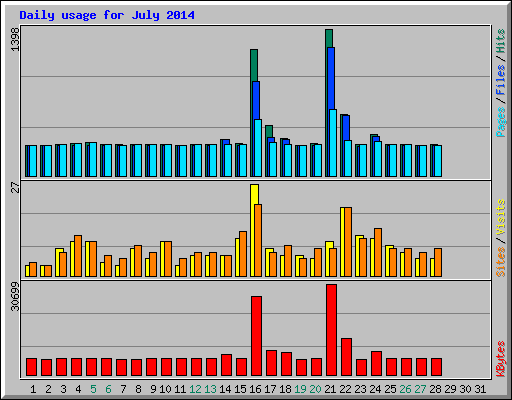 Daily usage for July 2014
1398
Pages / Files / Hits
27
Sites / Visits
30699
KBytes
1 2 3 4 5 6 7 8 9 10 11 12 13 14 15 16 17 18 19 20 21 22 23 24 25 26 27 28 29 30 31